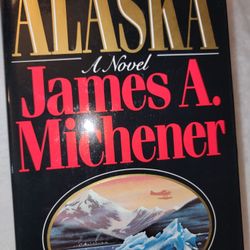 ALASKA
A Novel
James A.
Michener